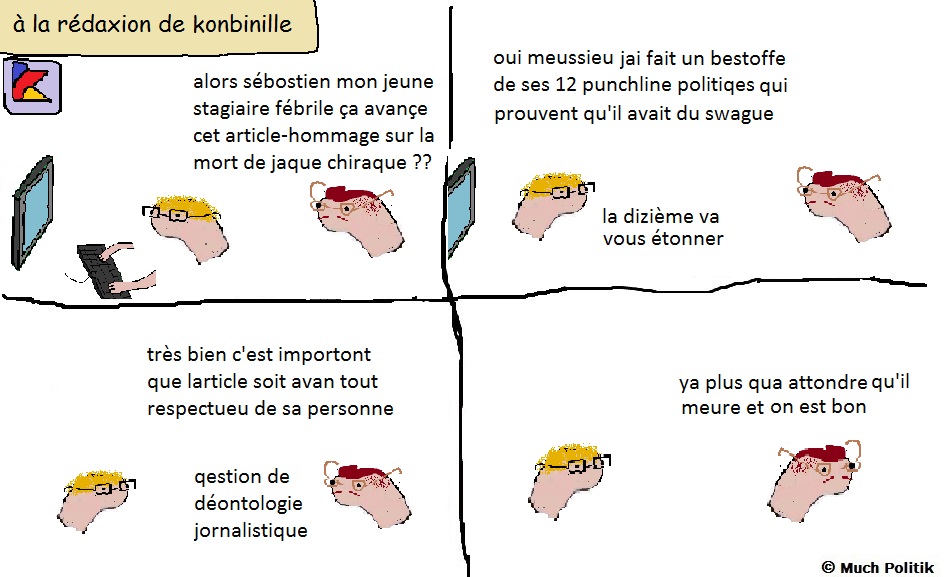 à la rédaxion de konbinille
alors sébostien mon jeune
stagiaire fébrile ça avançe
cet article-hommage sur la
mort de jaque chiraque ??
oui meussieu jai fait un bestoffe
de ses 12 punchline politiqes qui
prouvent qu'il avait du swague
la dizième va
vous étonner
très bien c'est importont
que larticle soit avan tout
respectueu de sa personne
qestion de
déontologie
jornalistique
ya plus qua attondre qu'il
meure et on est bon
© Much Politik